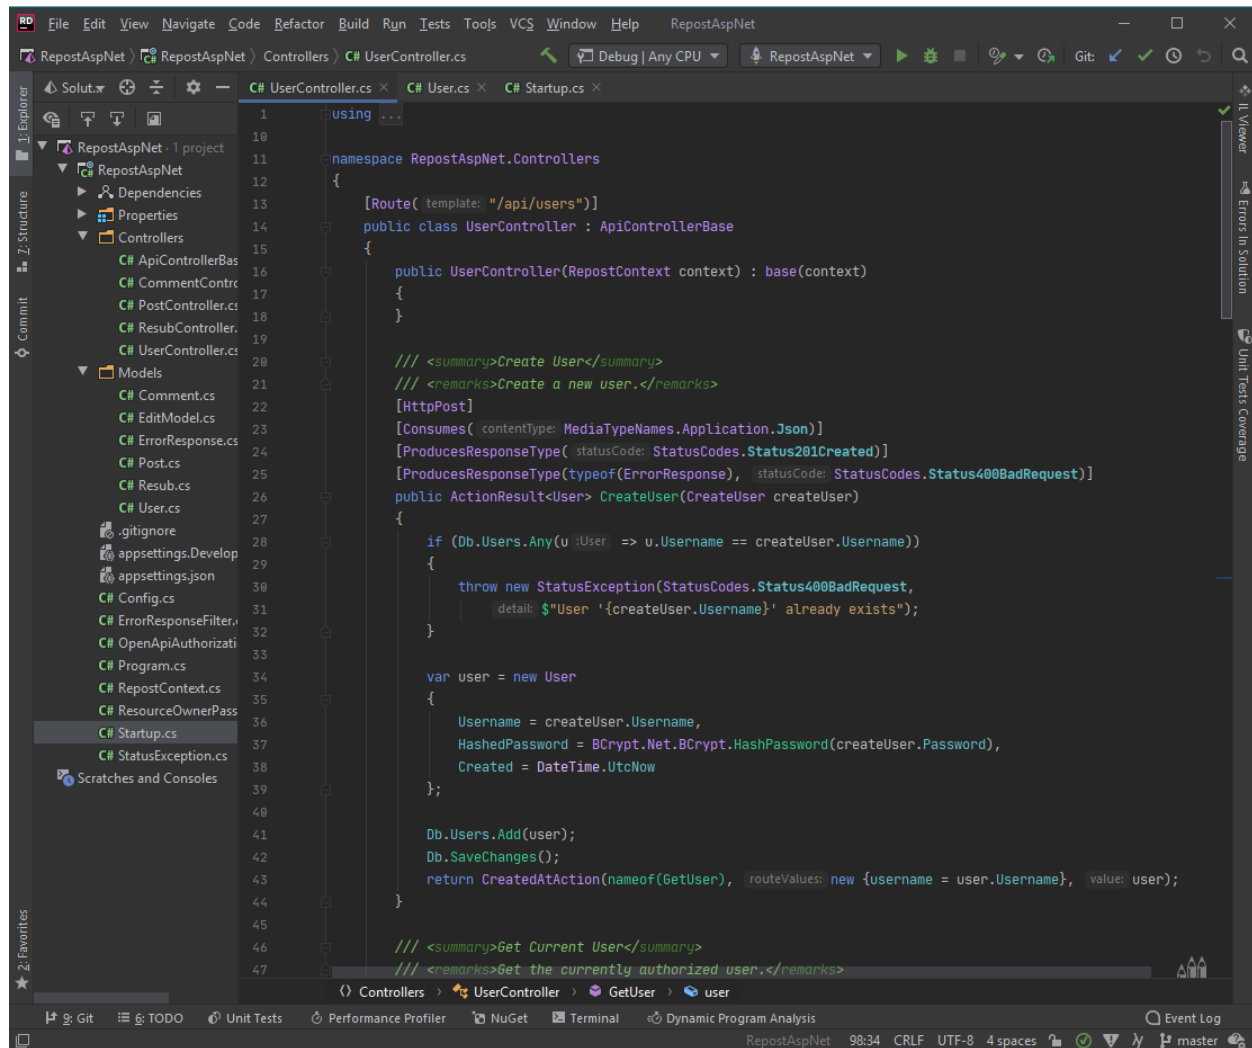 RD File Edit View Navigate Code Refactor Build Run Tests Tools VCS Window Help RepostAspNet
RepostAspNet RepostAspNet Controllers C# UserController.cs Debug | Any CPU RepostAspNet Git:
1: Explorer
7: Structure
Commit
2: Favorites
Solut.
RepostAspNet · 1 project
RepostAspNet
Dependencies
Properties
Controllers
C# ApiControllerBas
C# CommentContro
C# PostController.cs
C# ResubController.
C# UserController.cs
Models
C# Comment.cs
C# EditModel.cs
C# ErrorResponse.cs
C# Post.cs
C# Resub.cs
C# User.cs
.gitignore
appsettings.Develop
appsettings.json
C# Config.cs
C# ErrorResponseFilter.
C# OpenApiAuthorizati
C# Program.cs
C# RepostContext.cs
C# ResourceOwnerPass
C# Startup.cs
C# StatusException.cs
Scratches and Consoles
C# UserController.cs C# User.cs C# Startup.cs
1 using ...
10
11 namespace RepostAspNet.Controllers
12 {
13 [Route( template: "/api/users")]
14 public class UserController : ApiControllerBase
15 {
16 public UserController(RepostContext context) : base(context)
17 {
18 }
19
20 /// <summary>Create User</summary>
21 /// <remarks>Create a new user.</remarks>
22 [HttpPost]
23 [Consumes( contentType: MediaTypeNames.Application.Json)]
24 [ProducesResponseType( statusCode: StatusCodes.Status201Created)]
25 [ProducesResponseType(typeof(ErrorResponse), statusCode: StatusCodes.Status400BadRequest)]
26 public ActionResult<User> CreateUser(CreateUser createUser)
27 {
28 if (Db.Users.Any(u :User => u.Username == createUser.Username))
29 {
30 throw new StatusException(StatusCodes.Status400BadRequest,
31 detail: $"User '{createUser.Username}' already exists");
32 }
33
34 var user = new User
35 {
36 Username = createUser.Username,
37 HashedPassword = BCrypt.Net.BCrypt.HashPassword(createUser.Password),
38 Created = DateTime.UtcNow
39 };
40
41 Db.Users.Add(user);
42 Db.SaveChanges();
43 return CreatedAtAction(nameof(GetUser), routeValues: new {username = user.Username}, value: user);
44 }
45
46 /// <summary>Get Current User</summary>
47 /// <remarks>Get the currently authorized user.</remarks>
IL Viewer
Errors In Solution
Unit Tests Coverage
Controllers UserController GetUser user
9: Git 6: TODO Unit Tests Performance Profiler NuGet Terminal Dynamic Program Analysis Event Log
RepostAspNet 98:34 CRLF UTF-8 4 spaces master